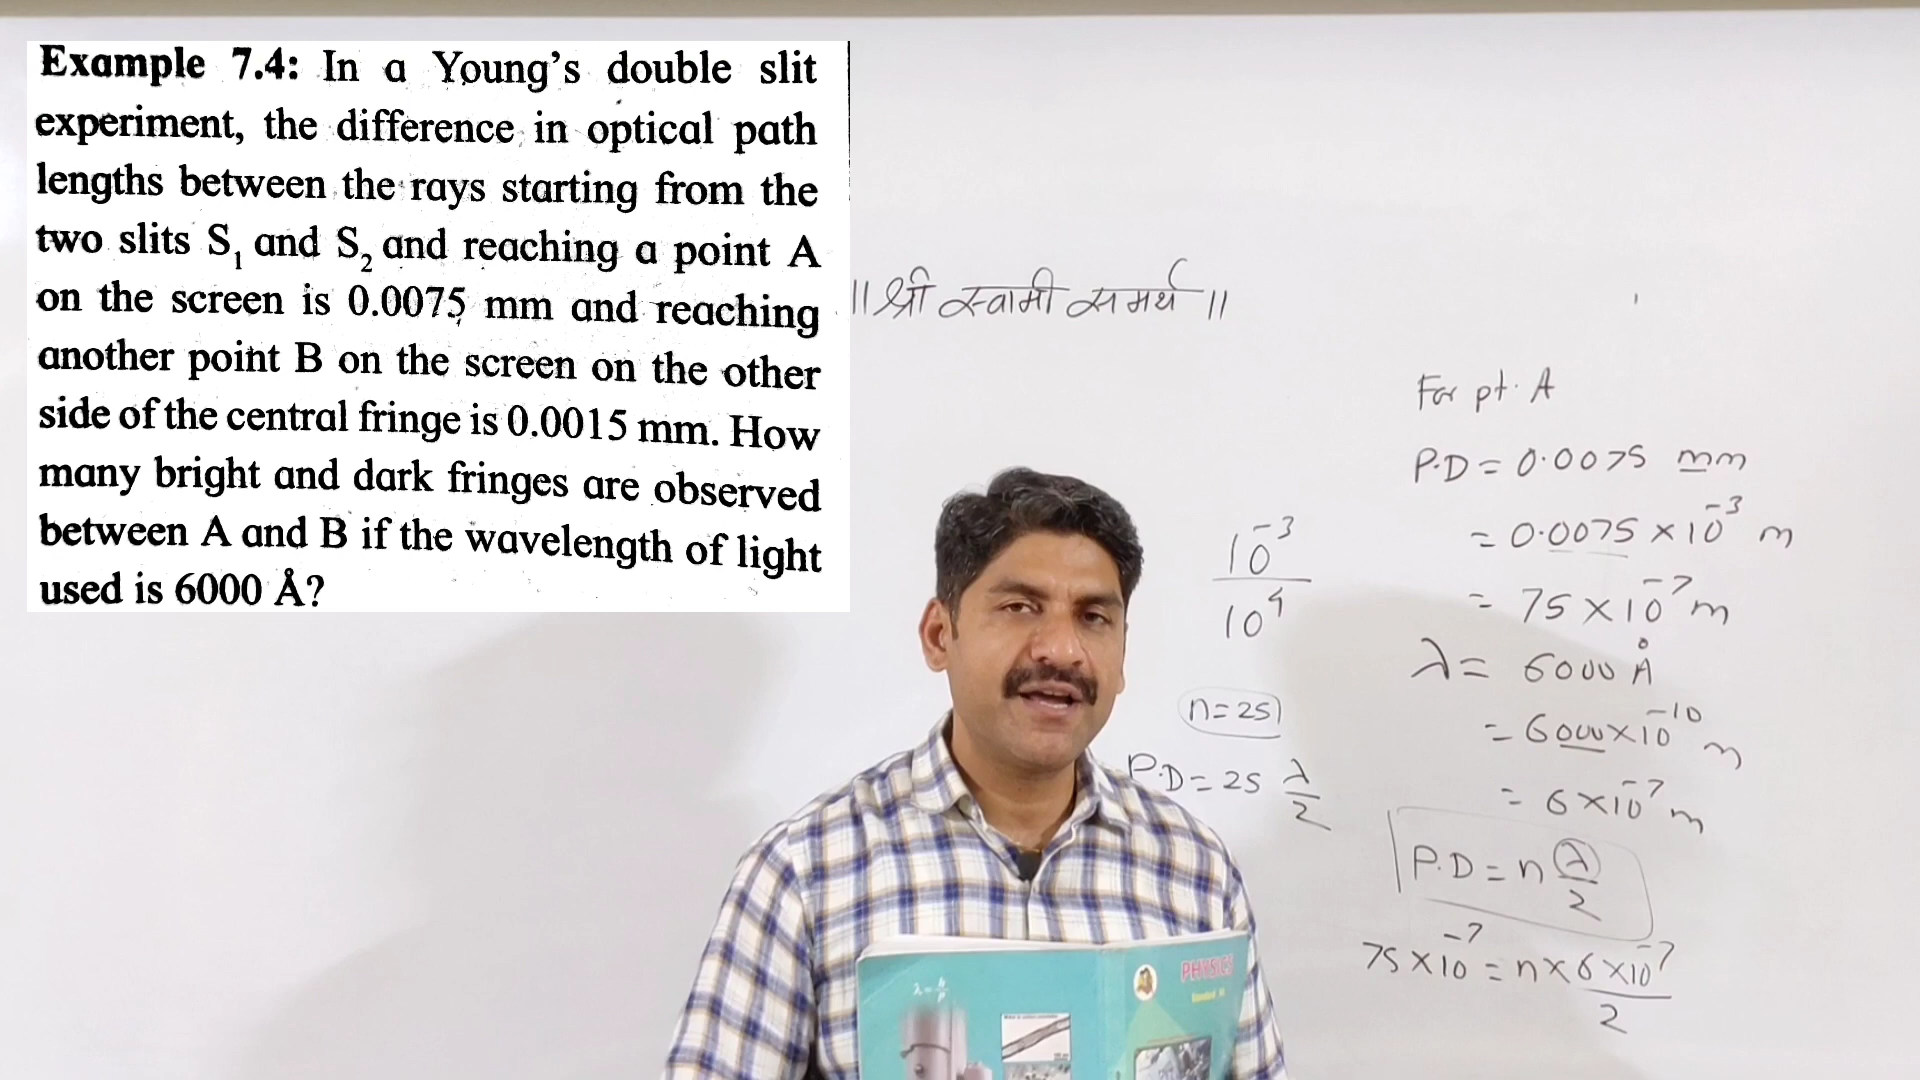 Example 7.4: In a Young's double slit
experiment, the difference in optical path
lengths between the rays starting from the
two slits S₁ and S₂ and reaching a point A
on the screen is 0.0075 mm and reaching
another point B on the screen on the other
side of the central fringe is 0.0015 mm. How
many bright and dark fringes are observed
between A and B if the wavelength of light
used is 6000 Å?
॥ श्री स्वामी समर्थ ॥
10⁻³
10⁴
n=25
P.D = 25 λ/2
For pt. A
P.D = 0.0075 mm
= 0.0075 × 10⁻³ m
= 75 × 10⁻⁷ m
λ = 6000 Å
= 6000 × 10⁻¹⁰ m
= 6 × 10⁻⁷ m
P.D = n λ/2
75 × 10⁻⁷ = n × 6 × 10⁻⁷
2
PHYSICS